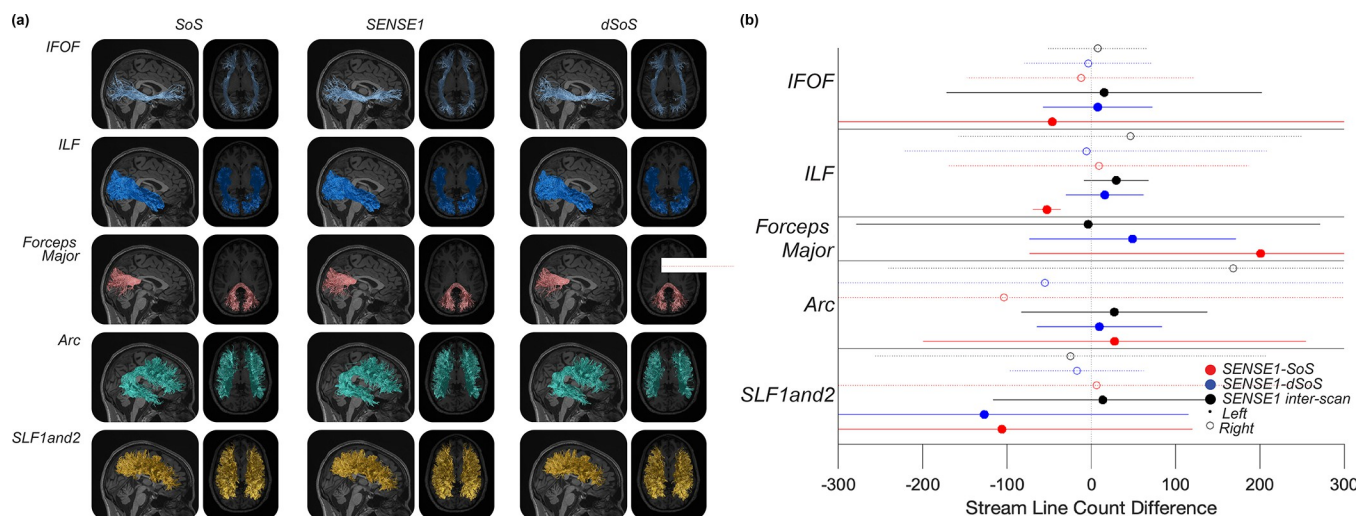 (a)
SoS
SENSE1
dSoS
IFOF
ILF
Forceps
Major
Arc
SLF1and2
(b)
IFOF
ILF
Forceps
Major
Arc
SLF1and2
SENSE1-SoS
SENSE1-dSoS
SENSE1 inter-scan
Left
Right
-300 -200 -100 0 100 200 300
Stream Line Count Difference